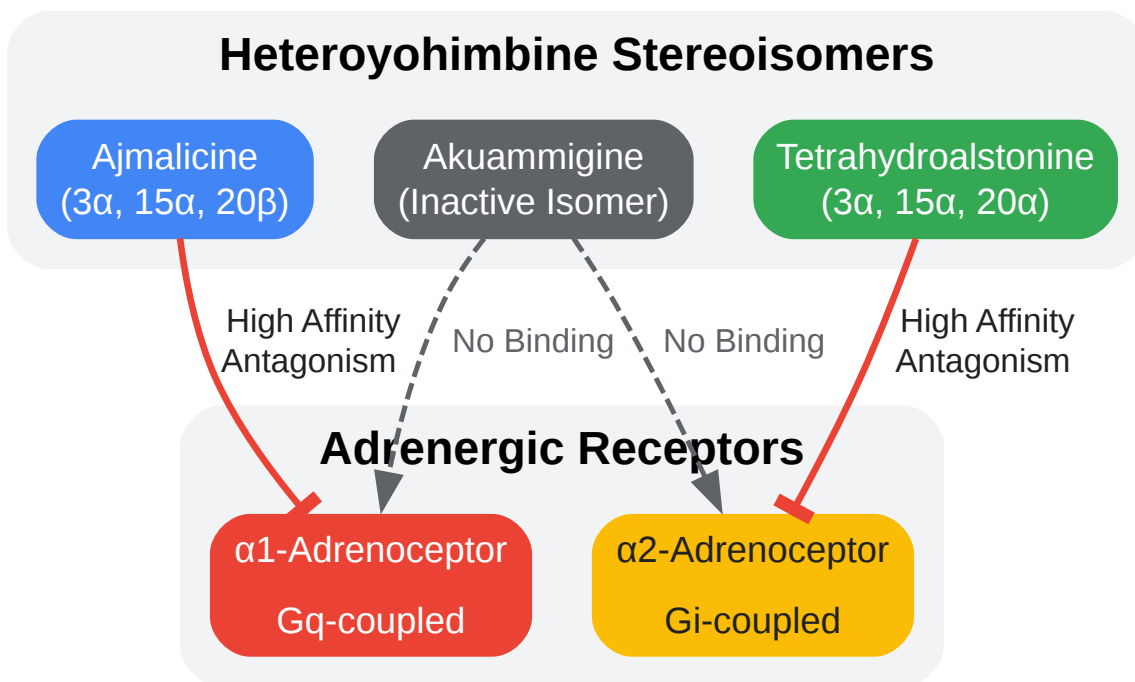 Heteroyohimbine Stereoisomers
Ajmalicine
(3α, 15α, 20β)
Akuammigine
(Inactive Isomer)
Tetrahydroalstonine
(3α, 15α, 20α)
High Affinity
Antagonism
No Binding
No Binding
High Affinity
Antagonism
Adrenergic Receptors
α1-Adrenoceptor
Gq-coupled
α2-Adrenoceptor
Gi-coupled